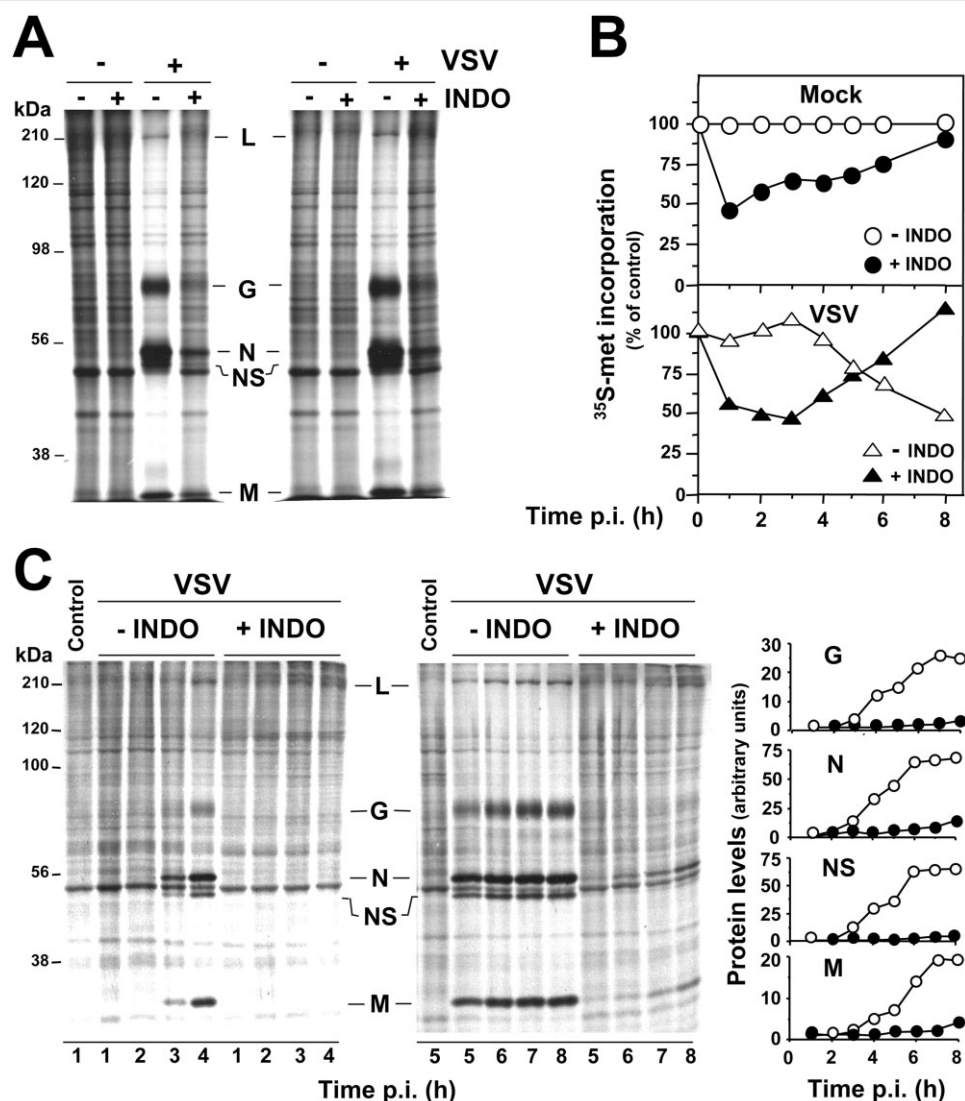 A
- + - + VSV
- + - + - + - + INDO
kDa
210
120
98
56
38
L
G
N
NS
M
B
Mock
100
75
50
25
0
- INDO
+ INDO
VSV
100
75
50
25
0
- INDO
+ INDO
35S-met incorporation
(% of control)
Time p.i. (h) 0 2 4 6 8
C
Control
VSV
- INDO + INDO
kDa
210
120
100
56
38
1 1 2 3 4 1 2 3 4
L
G
N
NS
M
Control
VSV
- INDO + INDO
5 5 6 7 8 5 6 7 8
Time p.i. (h)
Protein levels (arbitrary units)
G
30
20
10
0
N
75
50
25
0
NS
75
50
25
0
M
20
10
0
0 2 4 6 8
Time p.i. (h)